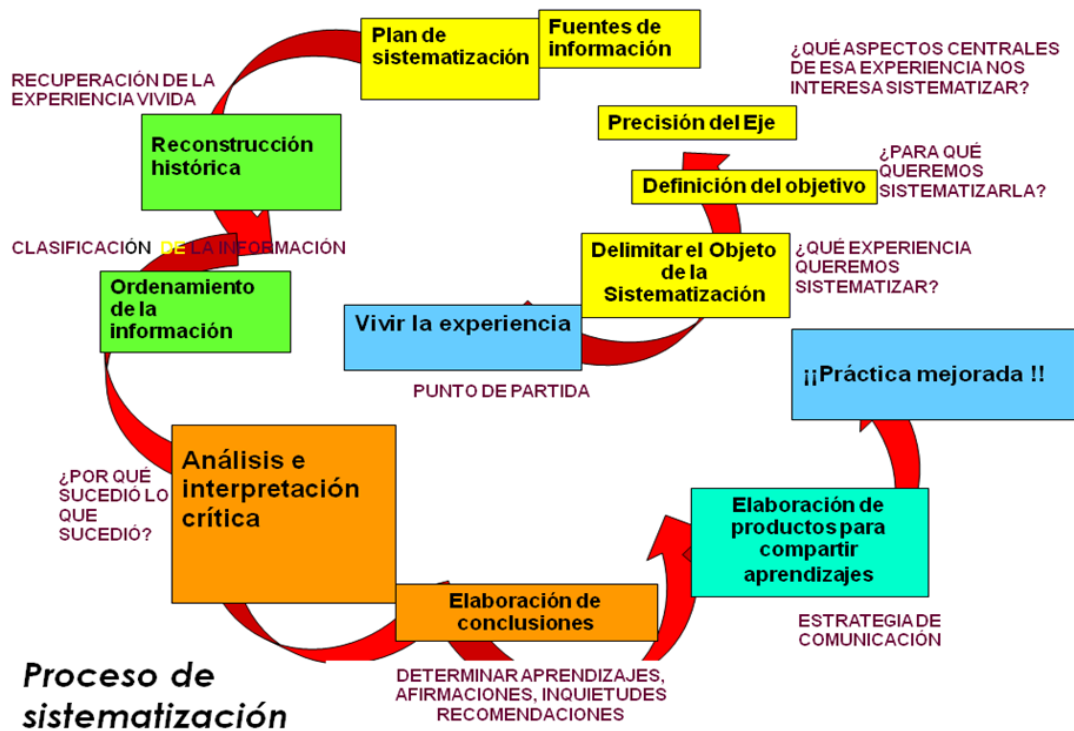 Plan de
sistematización
Fuentes de
información
¿QUÉ ASPECTOS CENTRALES
DE ESA EXPERIENCIA NOS
INTERESA SISTEMATIZAR?
RECUPERACIÓN DE LA
EXPERIENCIA VIVIDA
Precisión del Eje
Reconstrucción
histórica
¿PARA QUÉ
QUEREMOS
SISTEMATIZARLA?
Definición del objetivo
CLASIFICACIÓN DE LA INFORMACIÓN
Delimitar el Objeto
de la
Sistematización
¿QUÉ EXPERIENCIA
QUEREMOS
SISTEMATIZAR?
Ordenamiento
de la
información
Vivir la experiencia
PUNTO DE PARTIDA
¡¡Práctica mejorada !!
Análisis e
interpretación
crítica
¿POR QUÉ
SUCEDIÓ LO
QUE
SUCEDIÓ?
Elaboración de
productos para
compartir
aprendizajes
Elaboración de
conclusiones
ESTRATEGIA DE
COMUNICACIÓN
DETERMINAR APRENDIZAJES,
AFIRMACIONES, INQUIETUDES
RECOMENDACIONES
Proceso de
sistematización